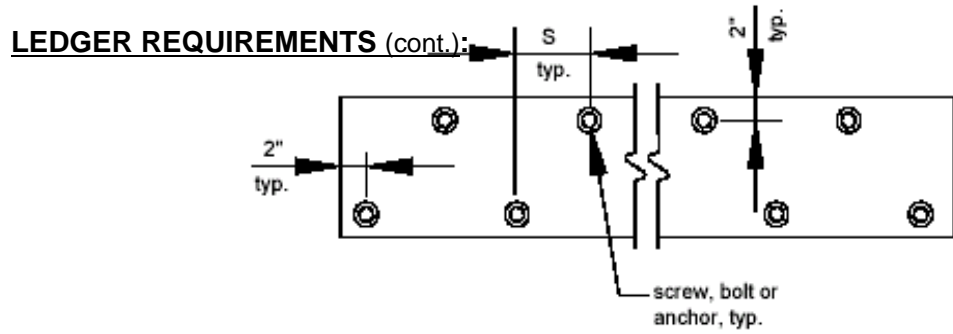 LEDGER REQUIREMENTS (cont.):
S
typ.
2"
typ.
2"
typ.
screw, bolt or
anchor, typ.